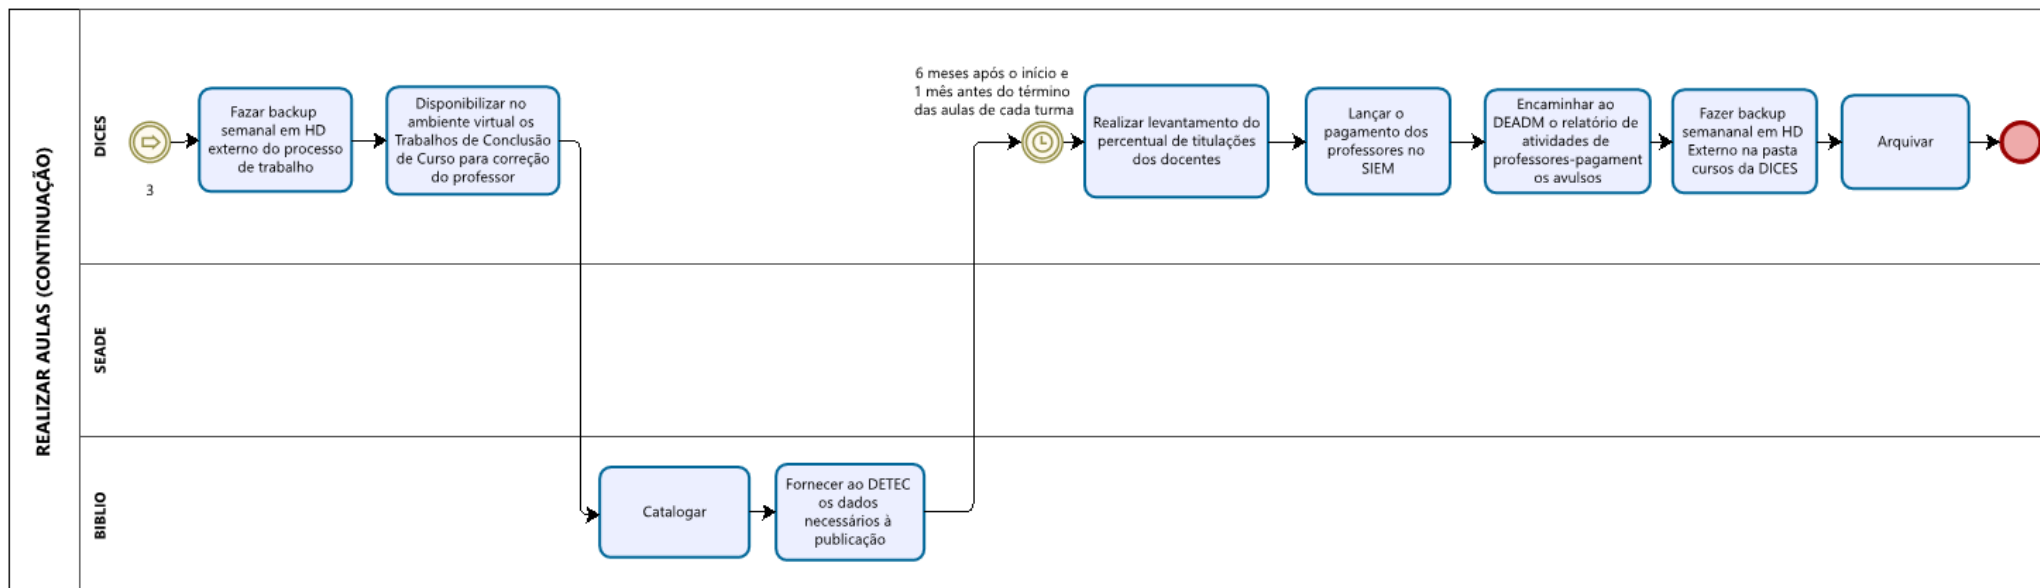 REALIZAR AULAS (CONTINUAÇÃO)
DICES
3
Fazar backup
semanal em HD
externo do processo
de trabalho
Disponibilizar no
ambiente virtual os
Trabalhos de Conclusão
de Curso para correção
do professor
6 meses após o início e
1 mês antes do término
das aulas de cada turma
Realizar levantamento do
percentual de titulações
dos docentes
Lançar o
pagamento dos
professores no
SIEM
Encaminhar ao
DEADM o relatório de
atividades de
professores-pagament
os avulsos
Fazer backup
semananal em HD
Externo na pasta
cursos da DICES
Arquivar
SEADE
BIBLIO
Catalogar
Fornecer ao DETEC
os dados
necessários à
publicação